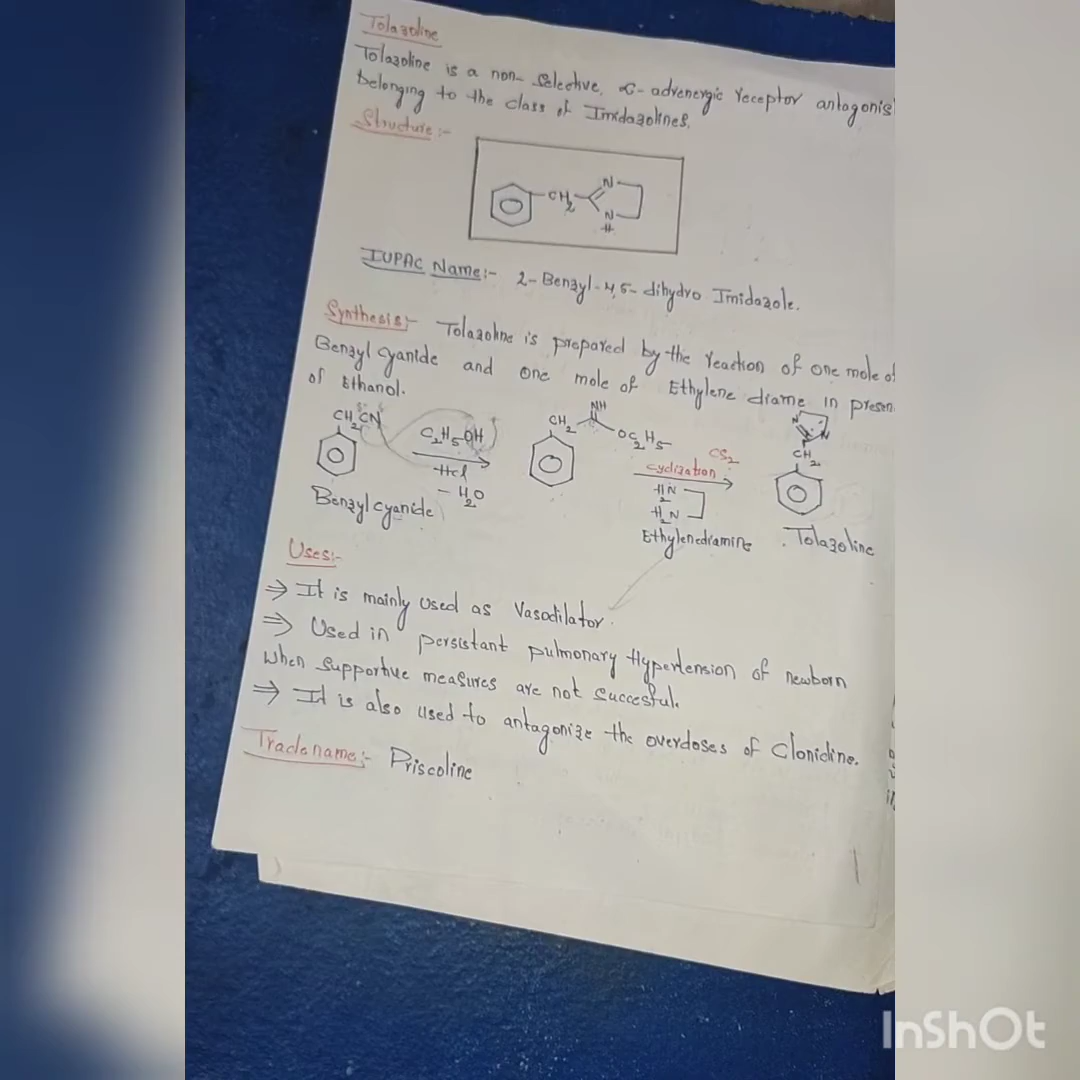 Tolazoline
Tolazoline is a non- Selective, α- adrenergic receptor antagonis
belonging to the class of Imidazolines.
Structure:-
CH2
N
N
H
IUPAC Name:- 2- Benzyl-4,5- dihydro Imidazole.
Synthesis:- Tolazoline is prepared by the reaction of one mole of
Benzyl cyanide and one mole of Ethylene diame in presen
of Ethanol.
CH2CN
C2H5OH
HCl
- H2O
Benzylcyanide
NH
CH2
OC2H5
CS2
Cyclization
H2N
H2N
Ethylenediamine
N
N
CH2
. Tolazoline
Uses:-
⇒ It is mainly used as Vasodilator.
⇒ Used in persistant pulmonary Hypertension of newborn
when supportive measures are not succesful.
⇒ It is also used to antagonize the overdoses of Clonidine.
Tradename:- Priscoline
InShOt